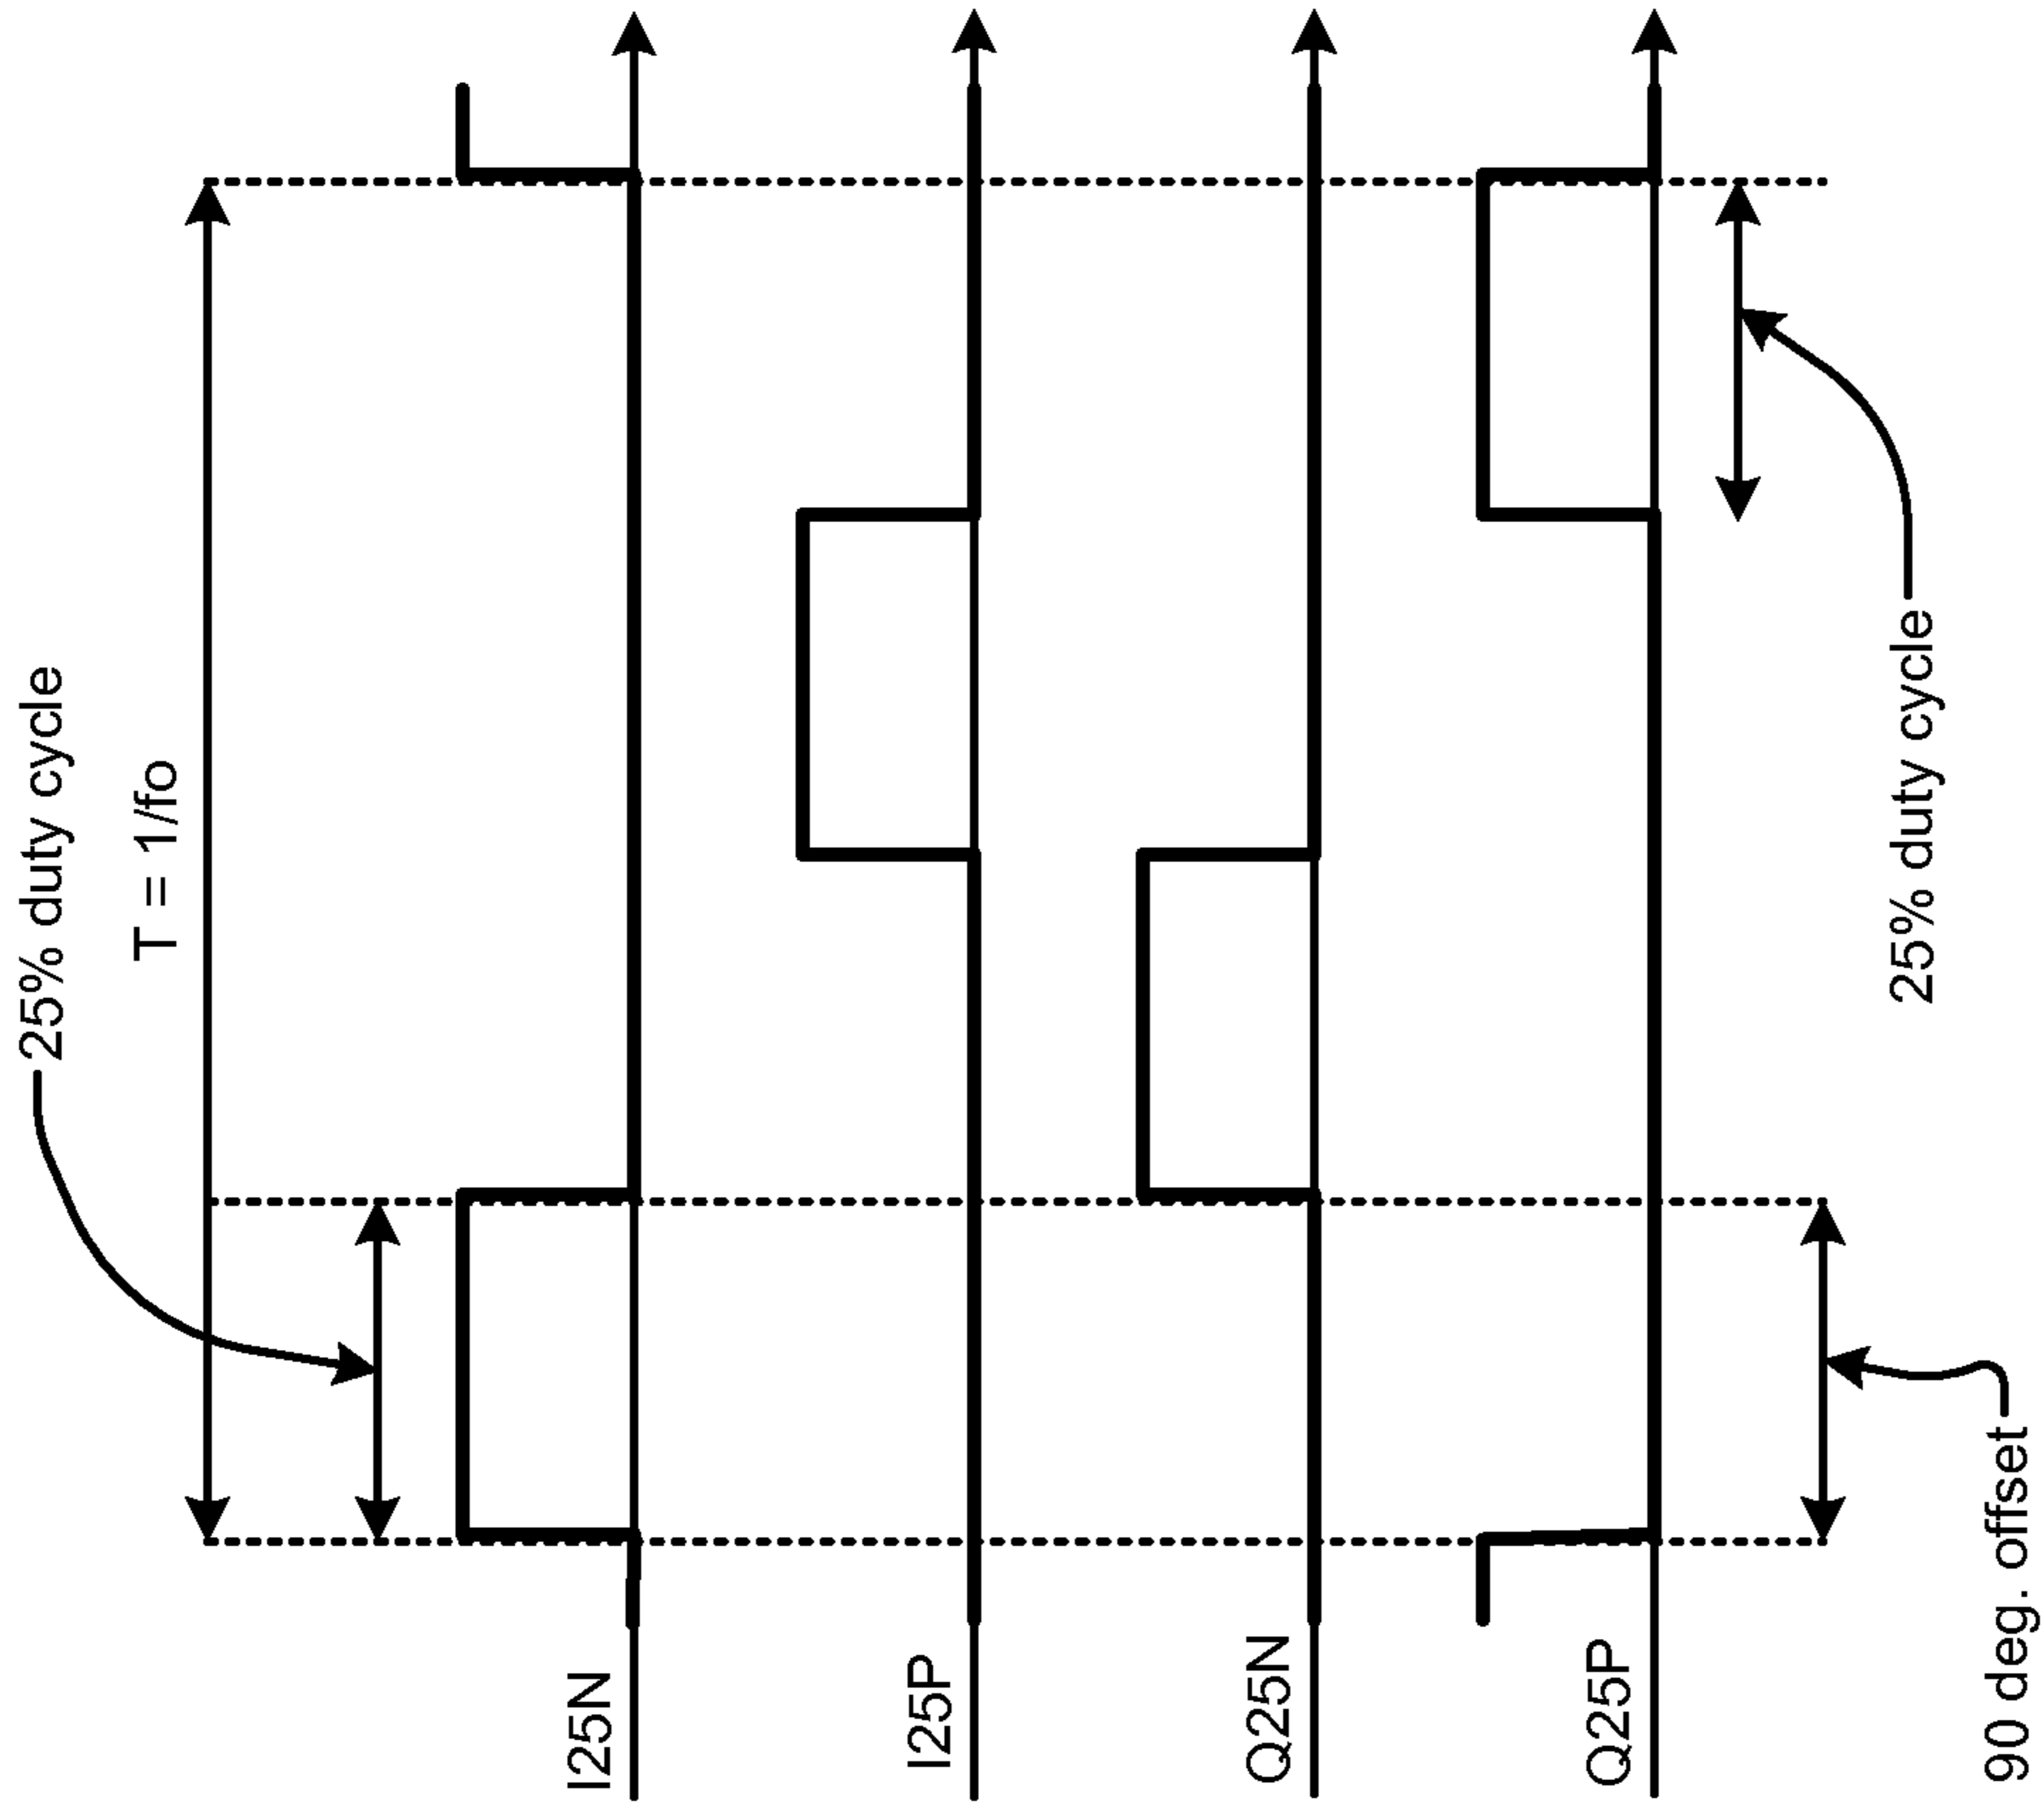 25% duty cycle
T = 1/fo
I25N
I25P
Q25N
Q25P
25% duty cycle
90 deg. offset